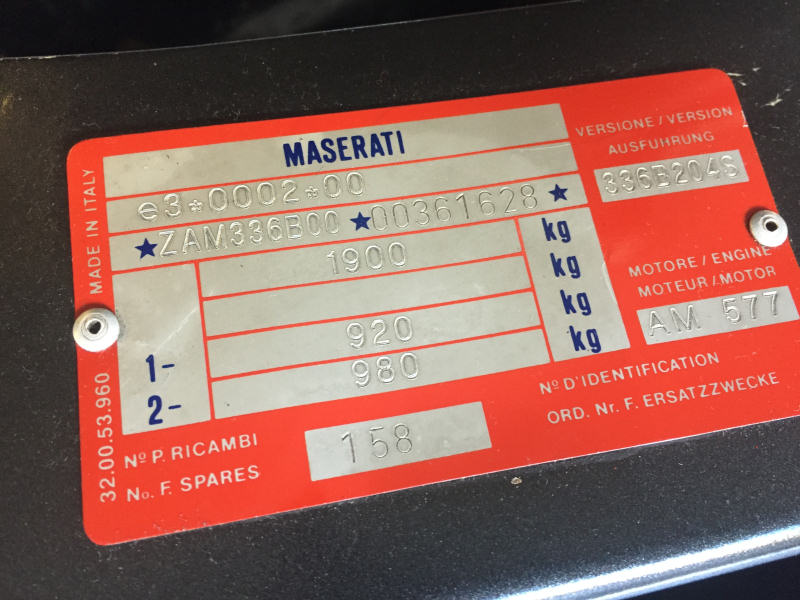 MASERATI
e3*0002*00
★ZAM336B00 ★00361628★
1900 kg
kg
1- 920 kg
2- 980 kg
MADE IN ITALY
32.00.53.960
VERSIONE/VERSION
AUSFUHRUNG
336B204S
MOTORE/ENGINE
MOTEUR/MOTOR
AM 577
Nº D'IDENTIFICATION
ORD. Nr. F. ERSATZZWECKE
Nº P. RICAMBI
No. F. SPARES
158